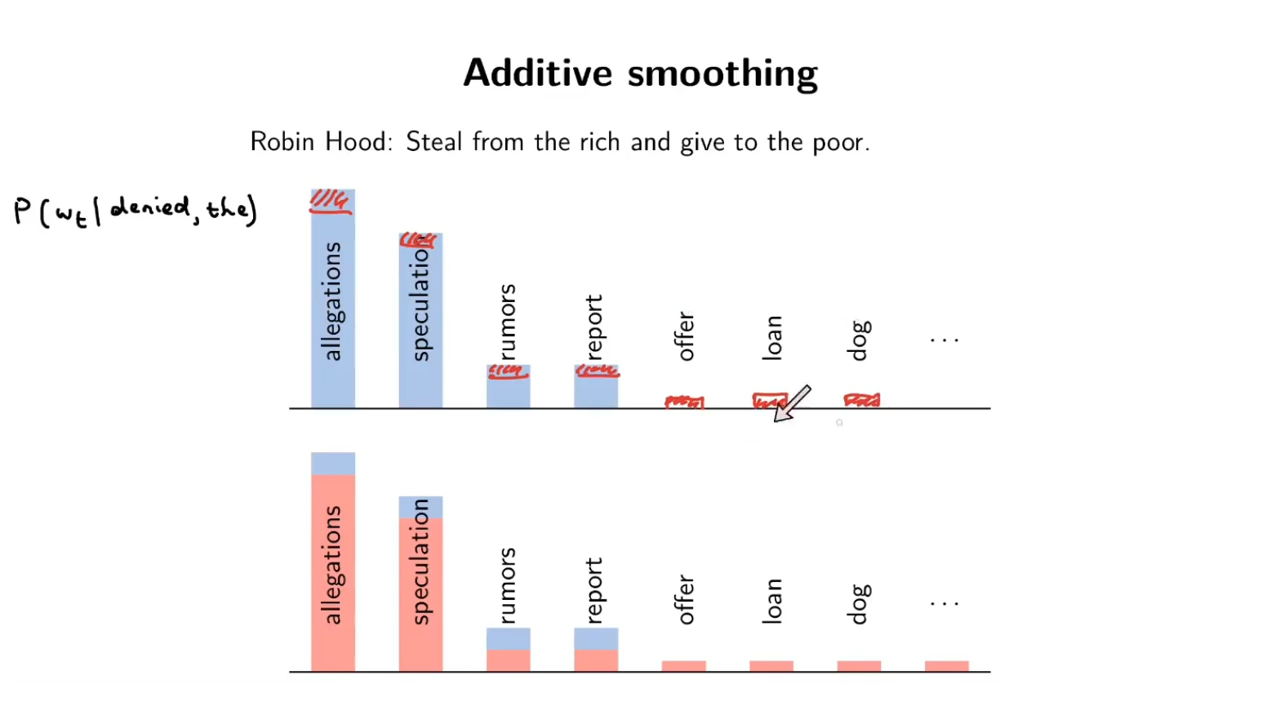 Additive smoothing
Robin Hood: Steal from the rich and give to the poor.
P(wt | denied, the)
allegations
speculation
rumors
report
offer
loan
dog
...
allegations
speculation
rumors
report
offer
loan
dog
...